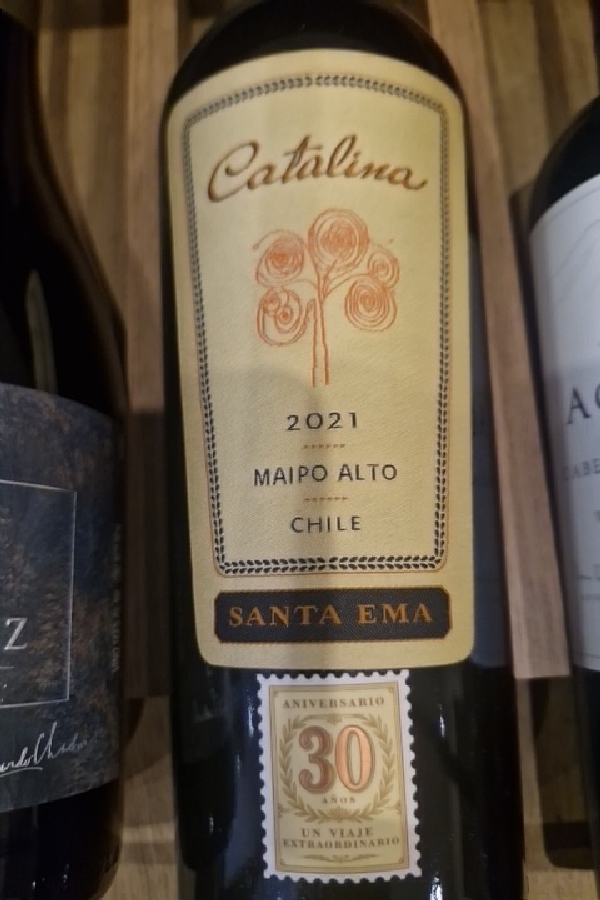 Catalina
2021
MAIPO ALTO
CHILE
SANTA EMA
ANIVERSARIO
30
AÑOS
UN VIAJE
EXTRAORDINARIO
Z